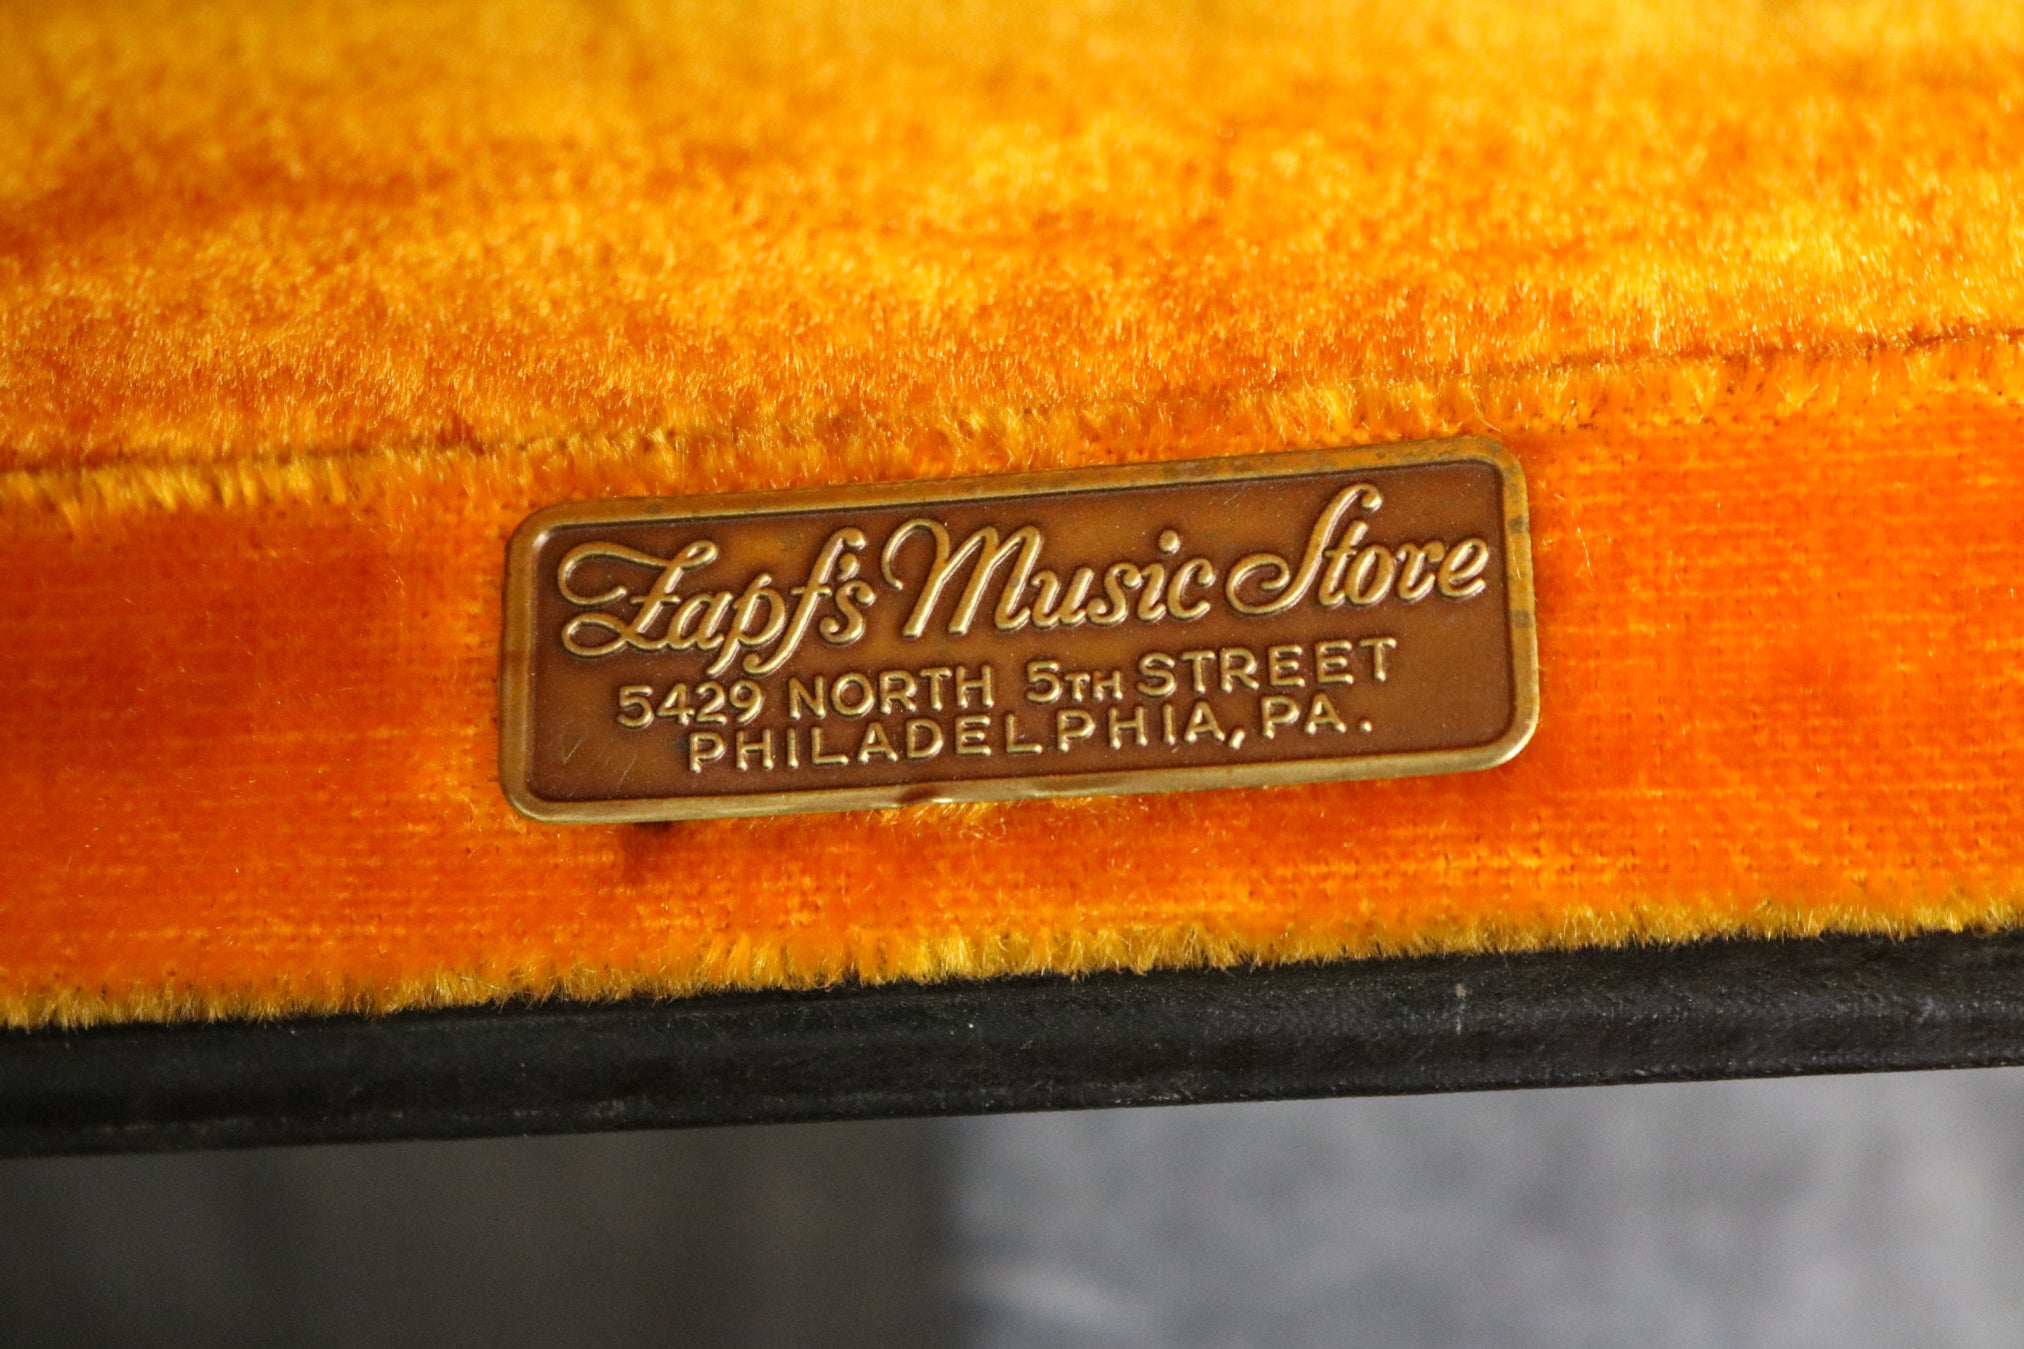 Zapf's Music Store
5429 NORTH 5TH STREET
PHILADELPHIA, PA.